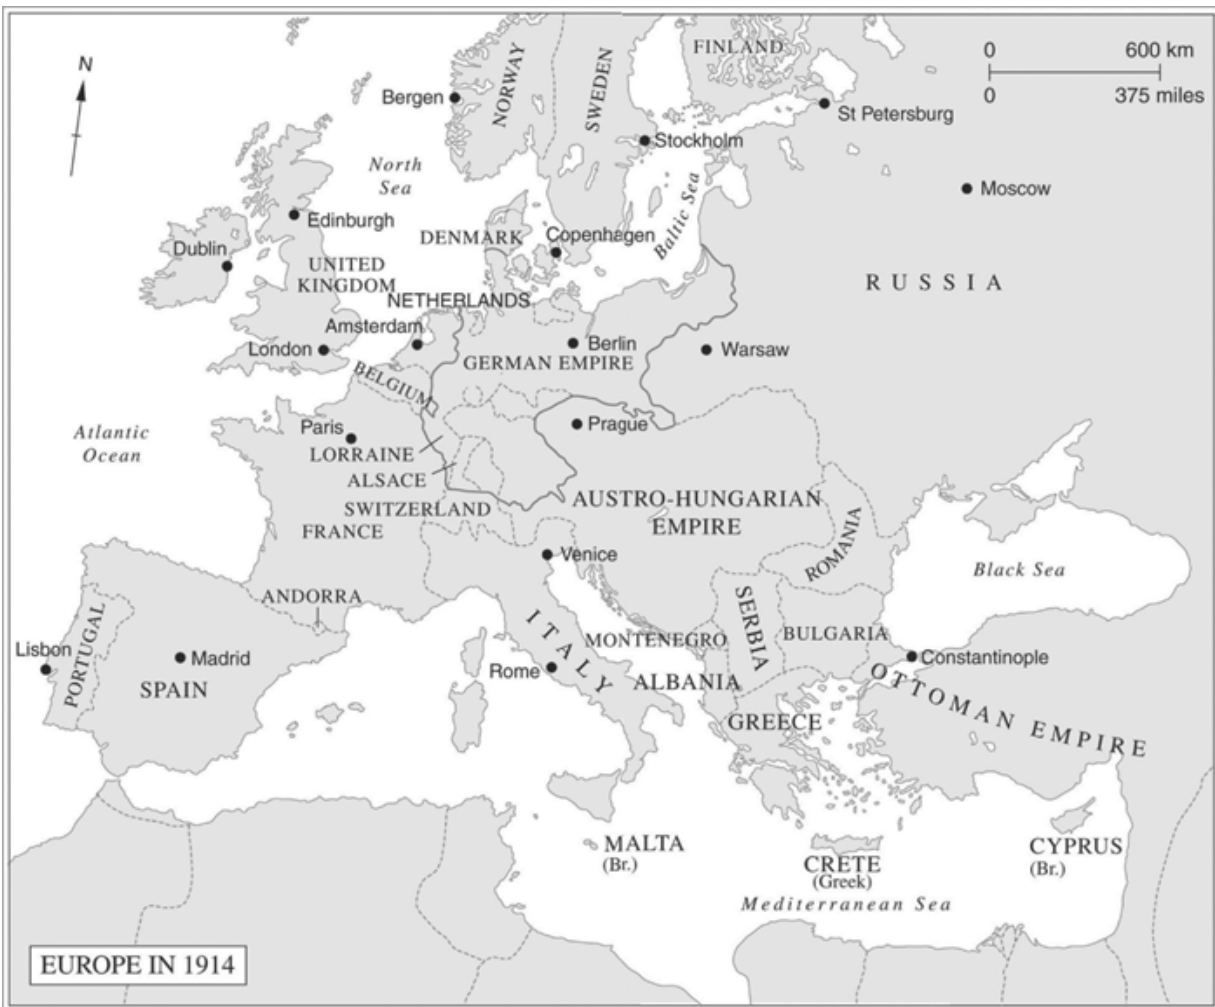 FINLAND
0 600 km
0 375 miles
N
Bergen
NORWAY
SWEDEN
St Petersburg
Stockholm
North
Sea
Moscow
Baltic Sea
Edinburgh
DENMARK
Copenhagen
Dublin
UNITED
KINGDOM
RUSSIA
NETHERLANDS
Amsterdam
London
Berlin
Warsaw
GERMAN EMPIRE
BELGIUM
Atlantic
Ocean
Paris
Prague
LORRAINE
ALSACE
SWITZERLAND
AUSTRO-HUNGARIAN
EMPIRE
FRANCE
ROMANIA
Venice
Black Sea
ANDORRA
SERBIA
ITALY
MONTENEGRO
BULGARIA
Lisbon
PORTUGAL
Madrid
SPAIN
Rome
ALBANIA
Constantinople
OTTOMAN EMPIRE
GREECE
MALTA
(Br.)
CRETE
(Greek)
CYPRUS
(Br.)
Mediterranean Sea
EUROPE IN 1914